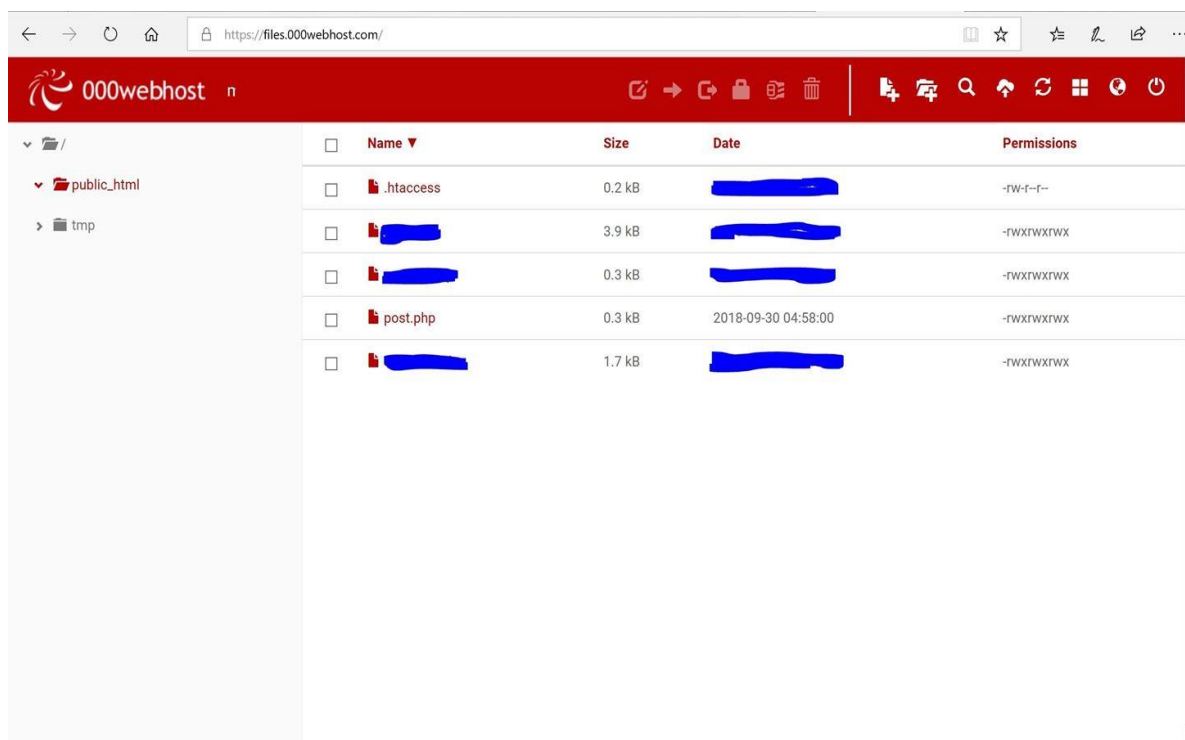 https://files.000webhost.com/
000webhost
/
Name ▼ Size Date Permissions
public_html
.htaccess 0.2 kB -rw-r--r--
tmp
3.9 kB -rwxrwxrwx
0.3 kB -rwxrwxrwx
post.php 0.3 kB 2018-09-30 04:58:00 -rwxrwxrwx
1.7 kB -rwxrwxrwx